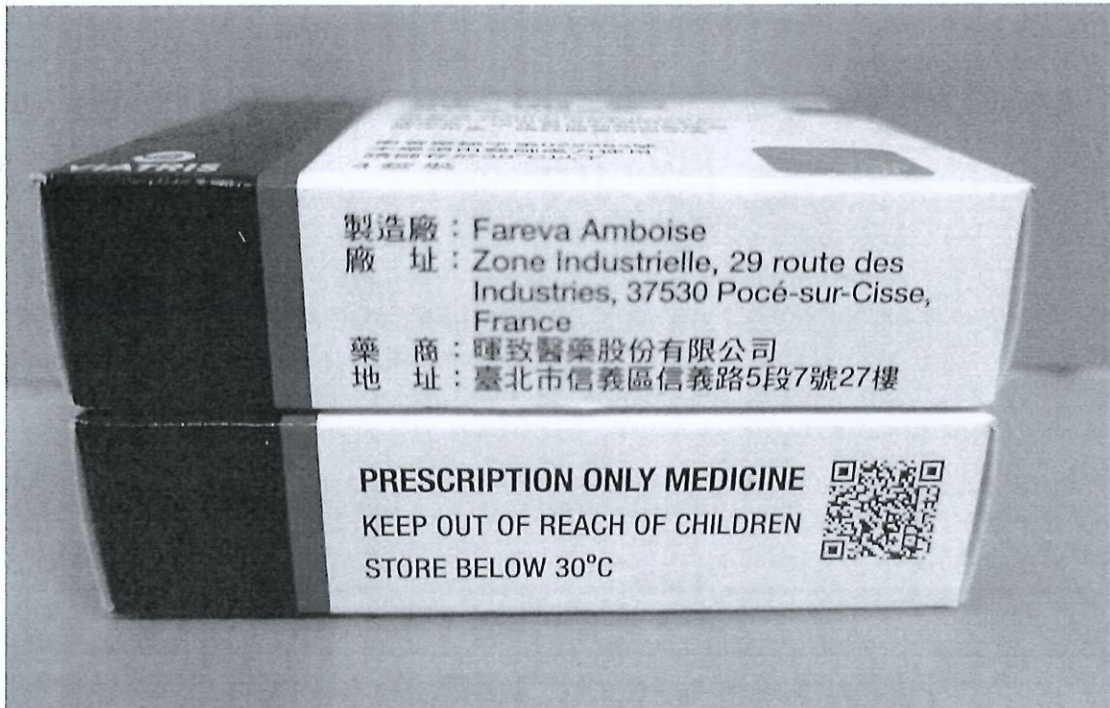 VIATRIS
製造廠：Fareva Amboise
廠　址：Zone Industrielle, 29 route des
Industries, 37530 Pocé-sur-Cisse,
France
藥　商：暉致醫藥股份有限公司
地　址：臺北市信義區信義路5段7號27樓
PRESCRIPTION ONLY MEDICINE
KEEP OUT OF REACH OF CHILDREN
STORE BELOW 30°C